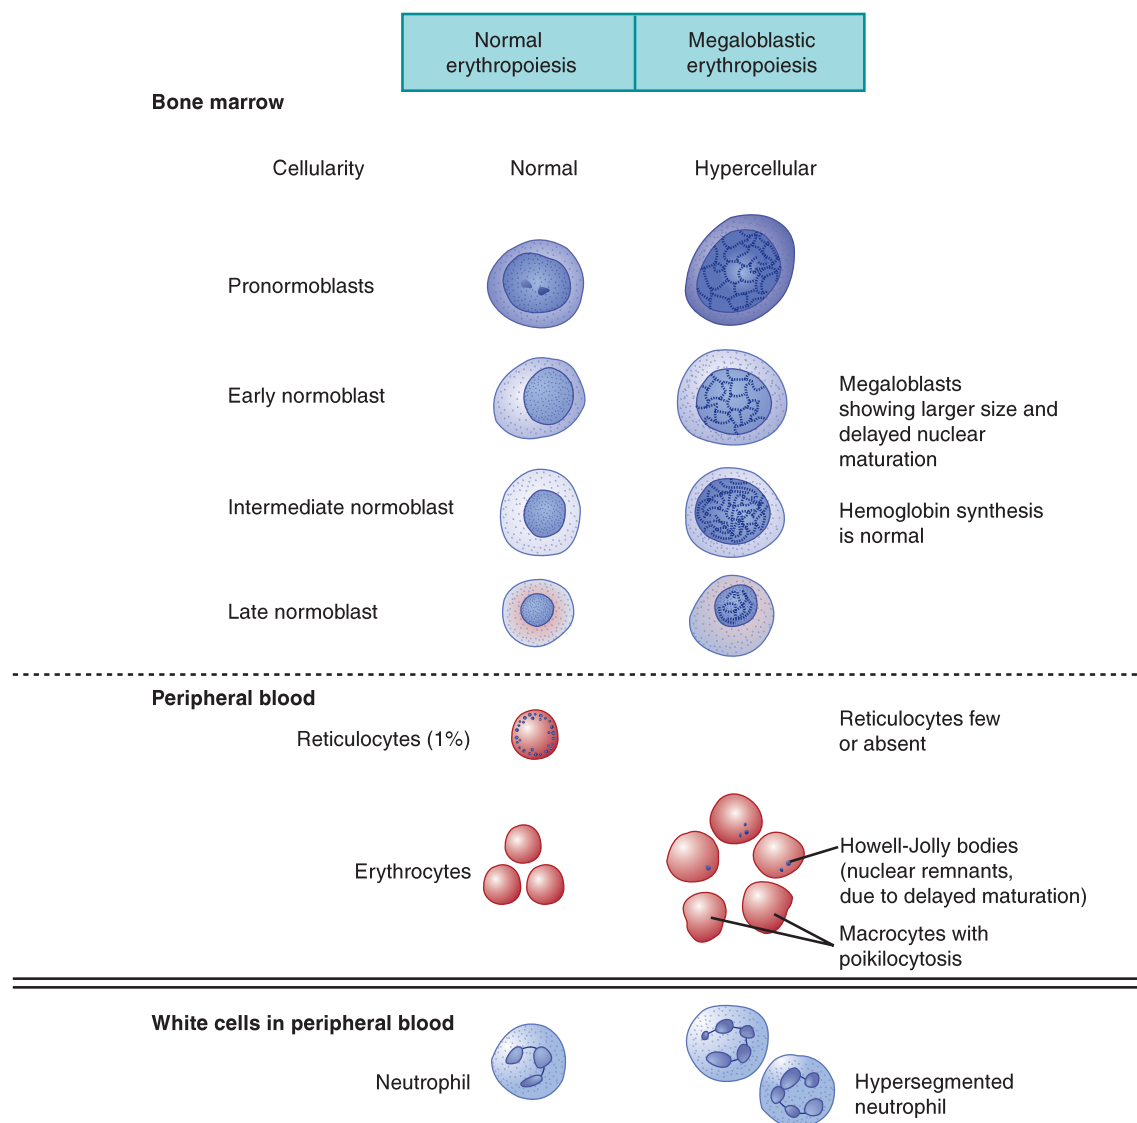 Normal
erythropoiesis
Megaloblastic
erythropoiesis
Bone marrow
Cellularity
Normal
Hypercellular
Pronormoblasts
Early normoblast
Megaloblasts
showing larger size and
delayed nuclear
maturation
Intermediate normoblast
Hemoglobin synthesis
is normal
Late normoblast
Peripheral blood
Reticulocytes (1%)
Reticulocytes few
or absent
Erythrocytes
Howell-Jolly bodies
(nuclear remnants,
due to delayed maturation)
Macrocytes with
poikilocytosis
White cells in peripheral blood
Neutrophil
Hypersegmented
neutrophil